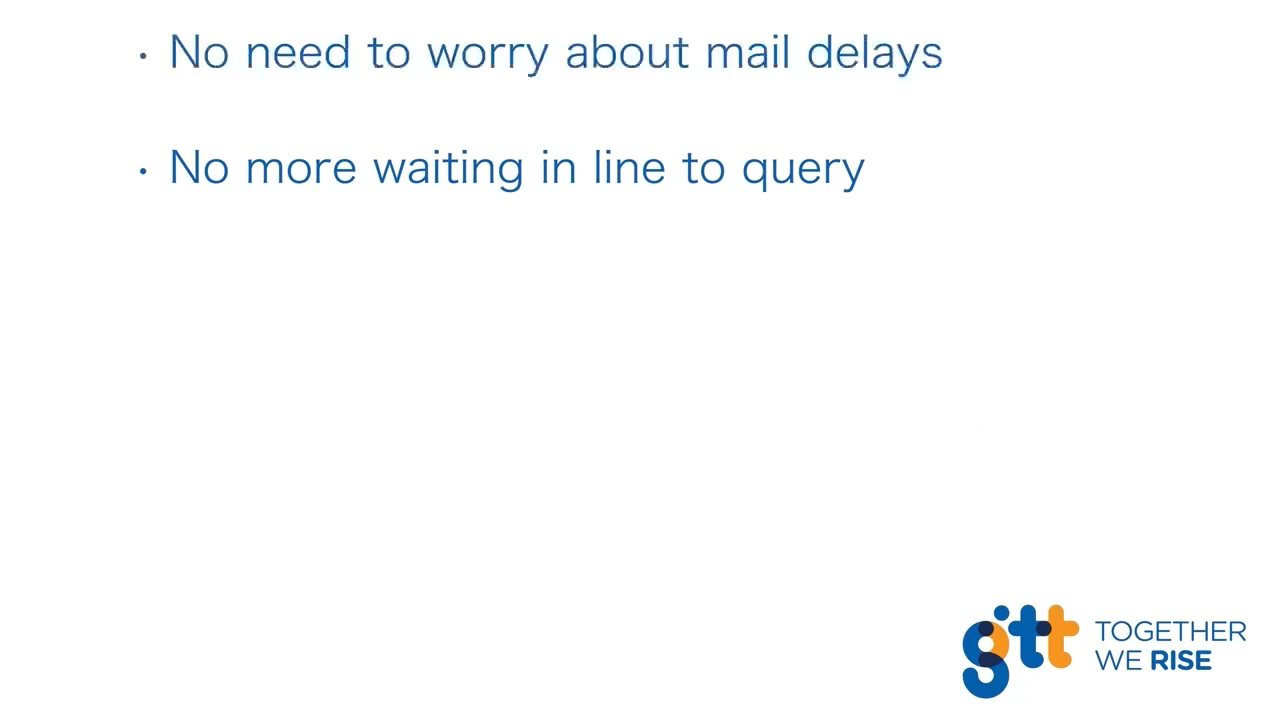 · No need to worry about mail delays
· No more waiting in line to query
gtt
TOGETHER
WE RISE